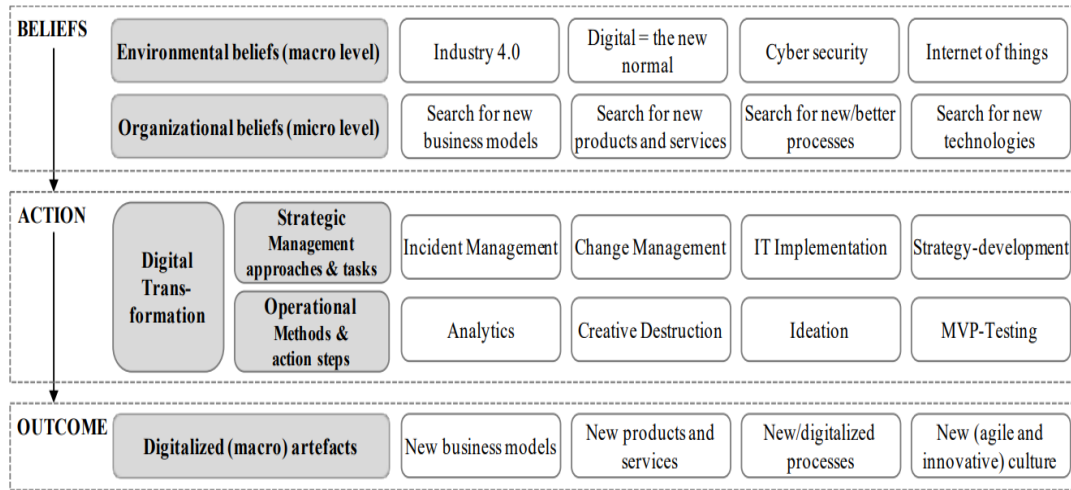 BELIEFS
Environmental beliefs (macro level)
Industry 4.0
Digital = the new
normal
Cyber security
Internet of things
Organizational beliefs (micro level)
Search for new
business models
Search for new
products and services
Search for new/better
processes
Search for new
technologies
ACTION
Digital
Trans-
formation
Strategic
Management
approaches & tasks
Incident Management
Change Management
IT Implementation
Strategy-development
Operational
Methods &
action steps
Analytics
Creative Destruction
Ideation
MVP-Testing
OUTCOME
Digitalized (macro) artefacts
New business models
New products and
services
New/digitalized
processes
New (agile and
innovative) culture